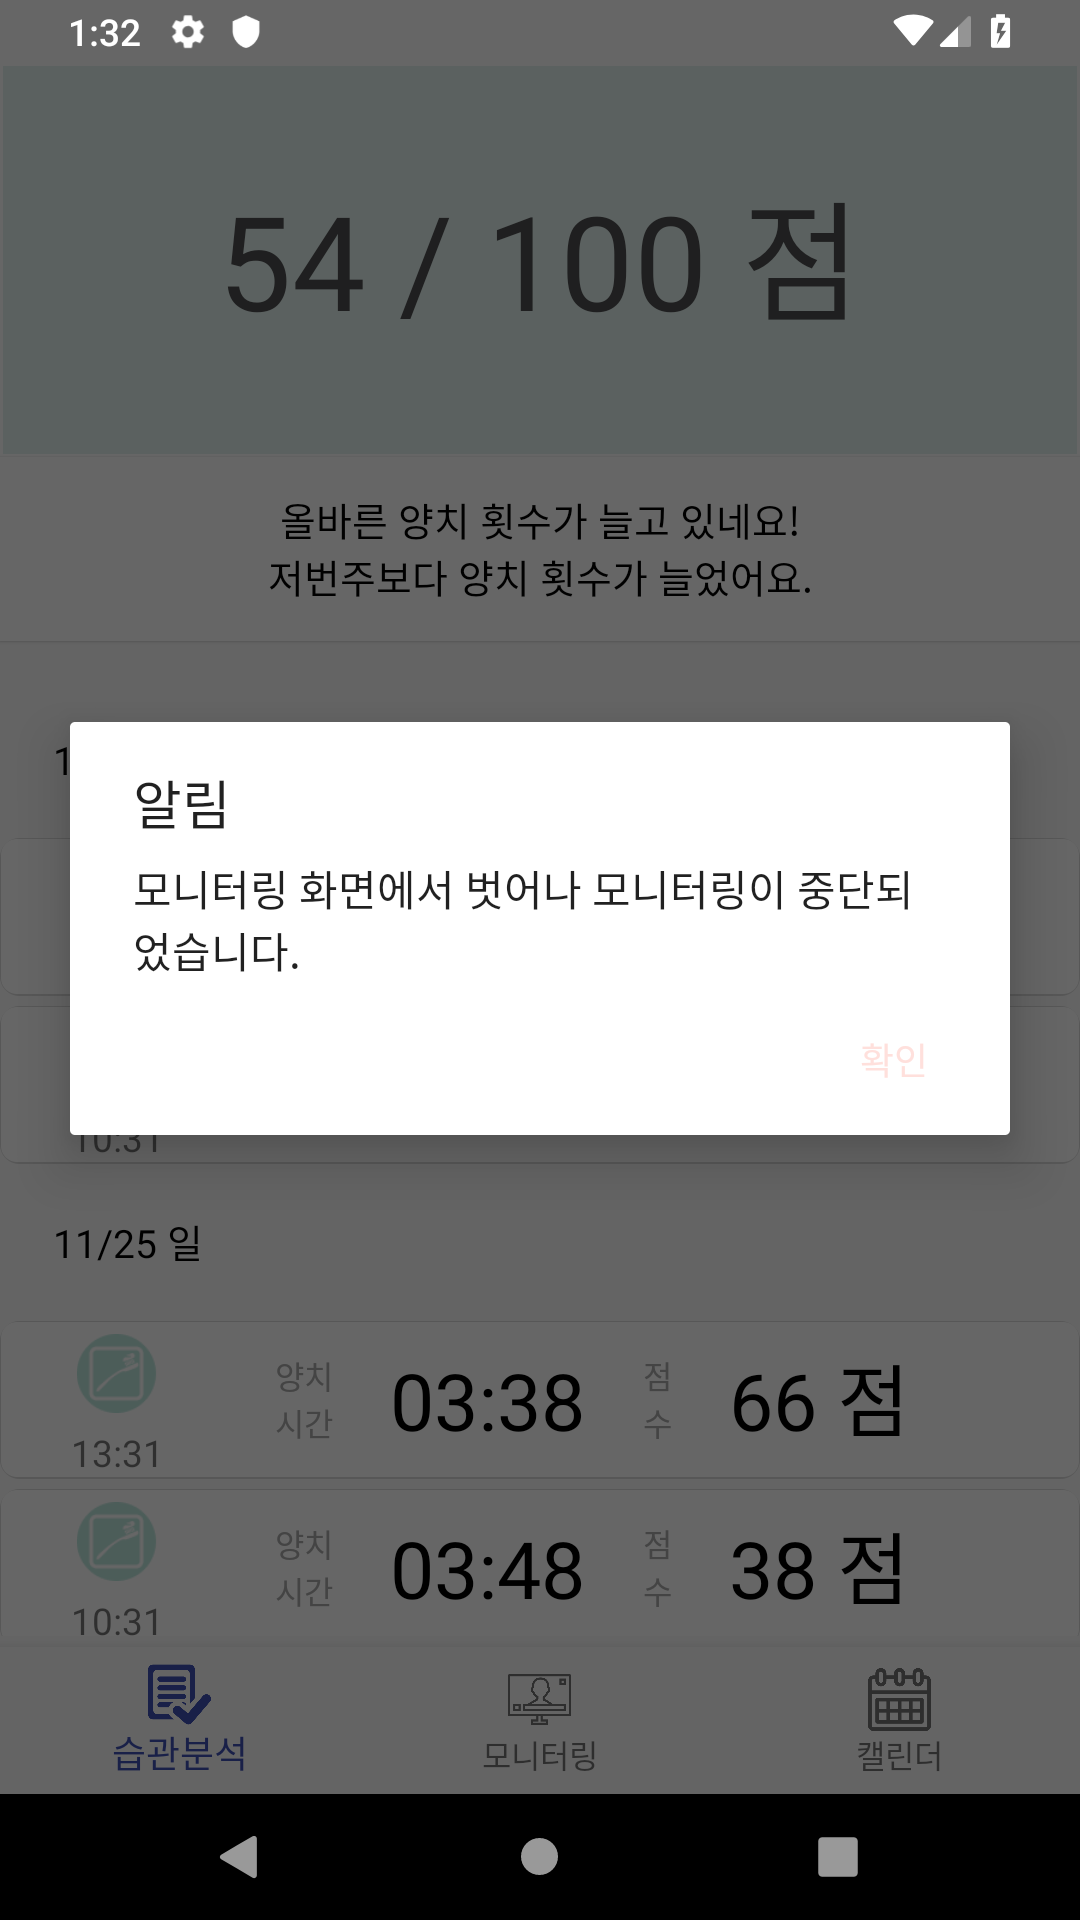 1:32
54 / 100 점
올바른 양치 횟수가 늘고 있네요!
저번주보다 양치 횟수가 늘었어요.
1
알림
모니터링 화면에서 벗어나 모니터링이 중단되
었습니다.
확인
10:31
11/25 일
양치
시간
03:38
점
수
66 점
13:31
양치
시간
03:48
점
수
38 점
10:31
습관분석
모니터링
캘린더